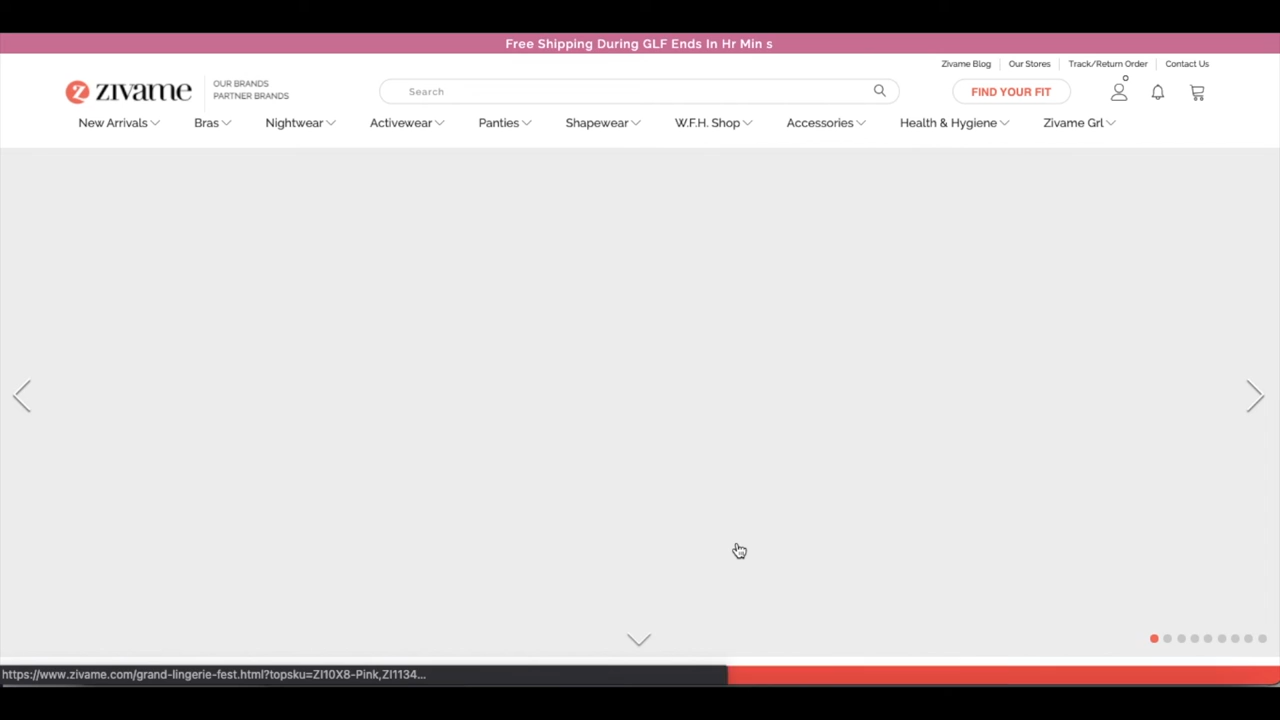 Free Shipping During GLF Ends In Hr Min s
Zivame Blog
Our Stores
Track/Return Order
Contact Us
zivame
OUR BRANDS
PARTNER BRANDS
Search
FIND YOUR FIT
New Arrivals
Bras
Nightwear
Activewear
Panties
Shapewear
W.F.H. Shop
Accessories
Health & Hygiene
Zivame Grl
https://www.zivame.com/grand-lingerie-fest.html?topsku=ZI10X8-Pink,ZI1134...